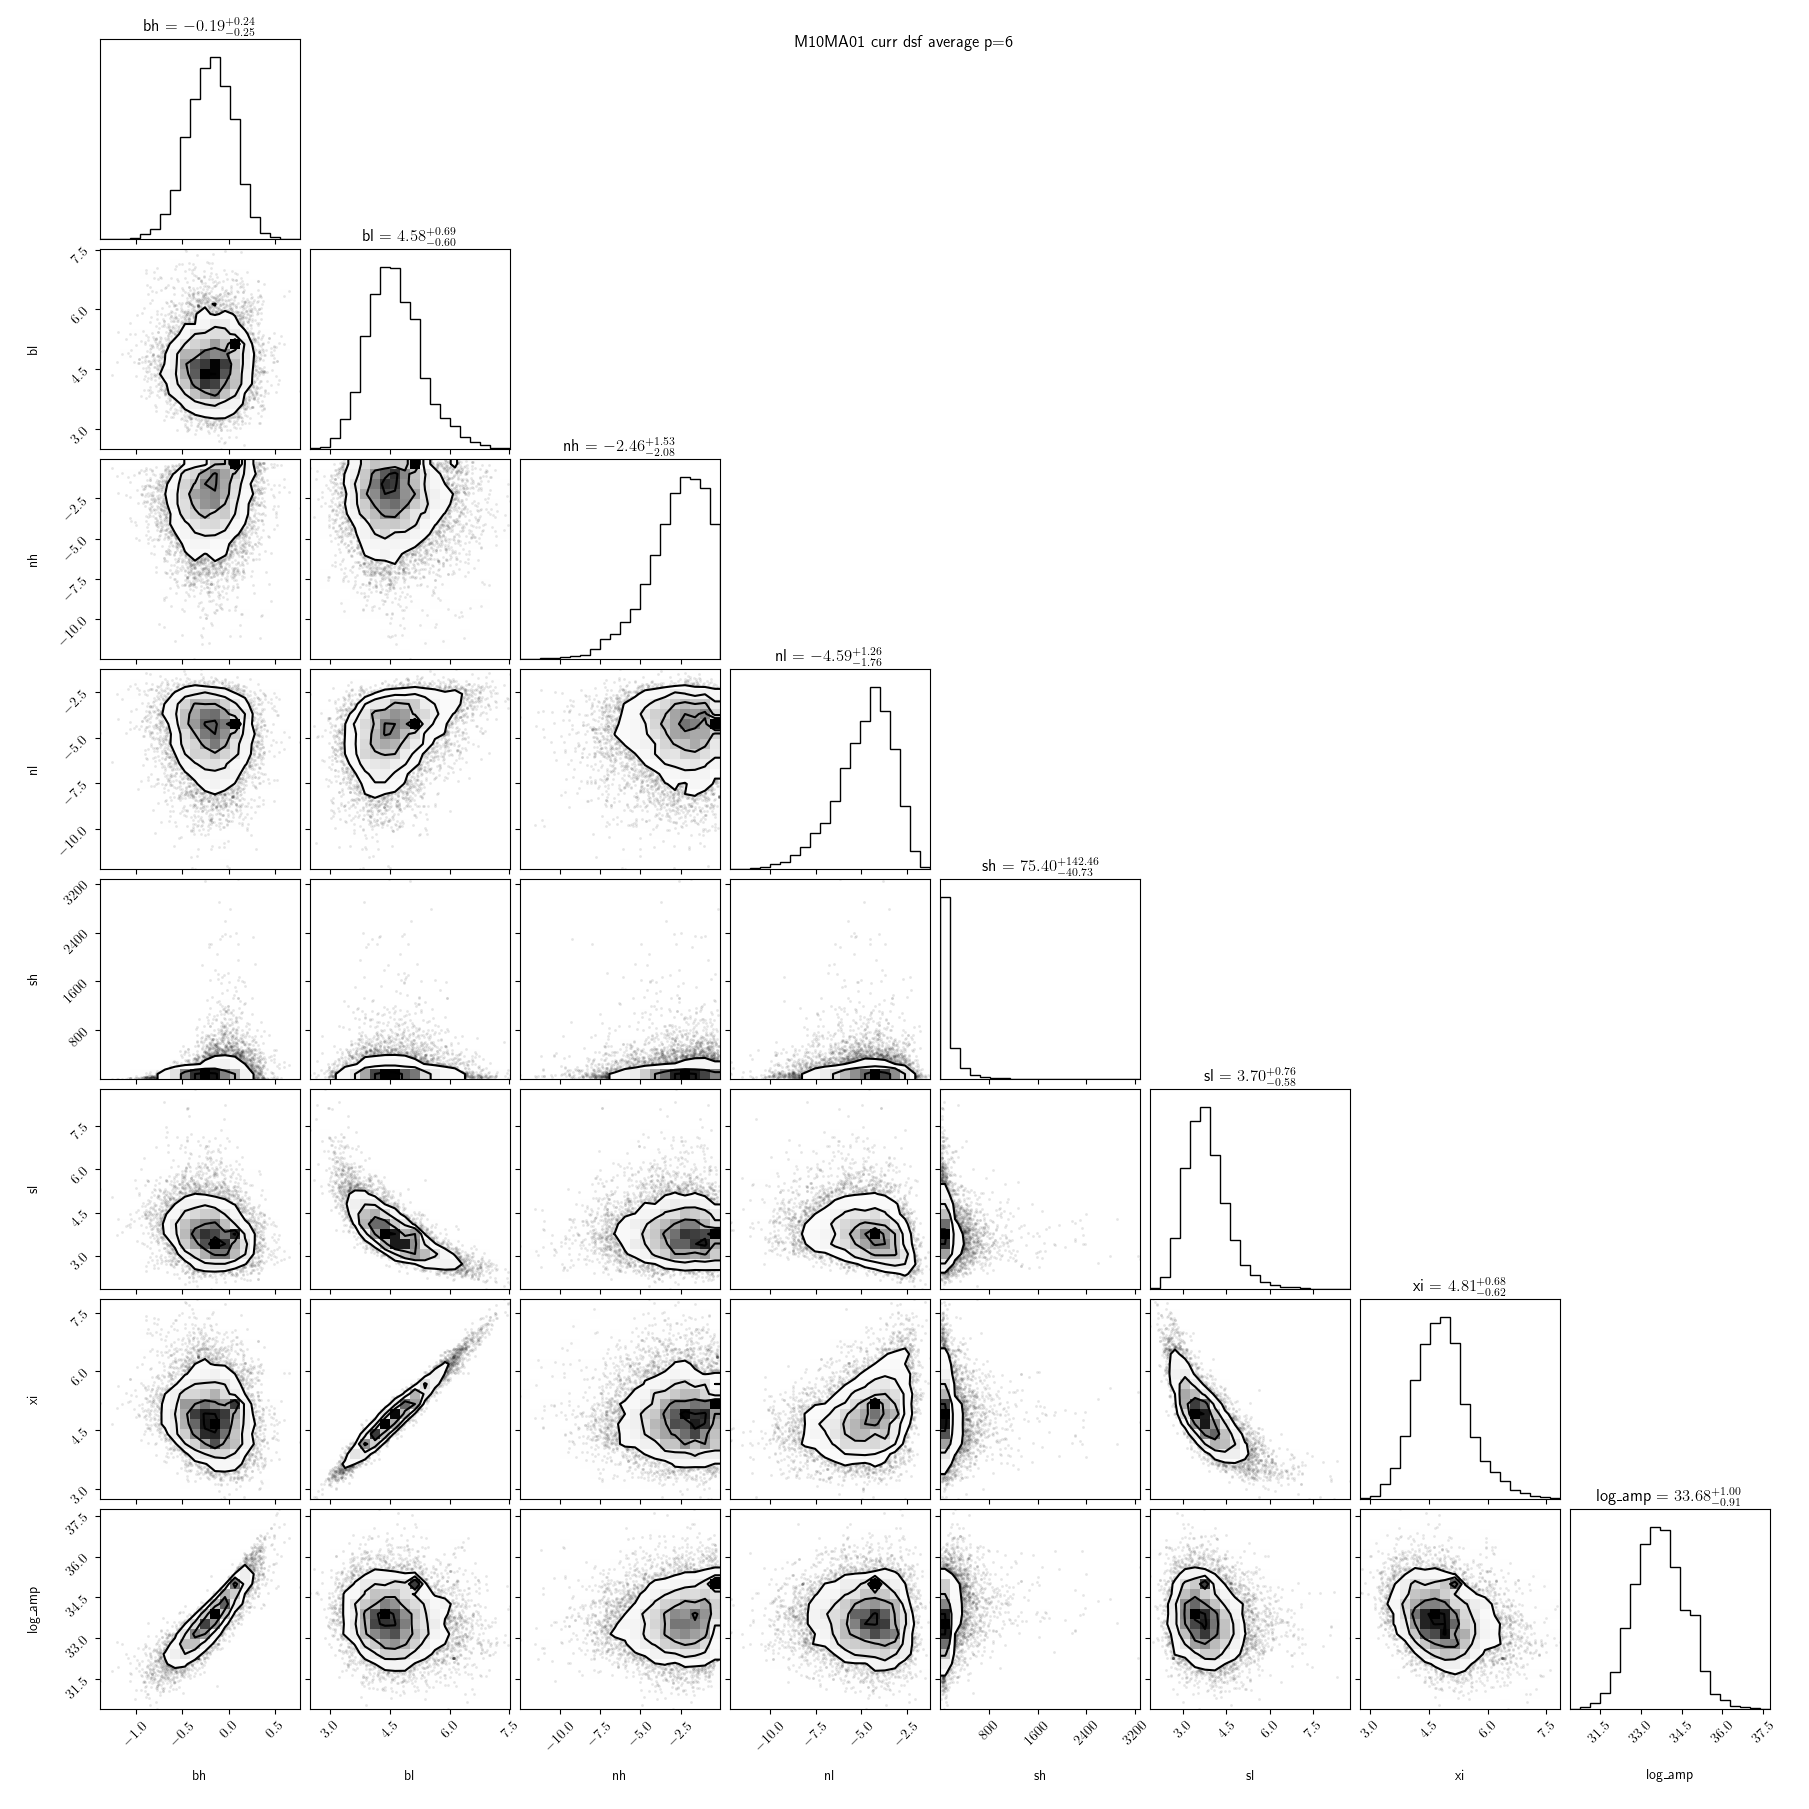 bh = −0.19+0.24−0.25
M10MA01 curr dsf average p=6
bl = 4.58+0.69−0.60
7.5
6.0
4.5
3.0
bl
nh = −2.46+1.53−2.08
−2.5
−5.0
−7.5
−10.0
nh
nl = −4.59+1.26−1.76
−2.5
−5.0
−7.5
−10.0
nl
sh = 75.40+142.46−40.73
3200
2400
1600
800
sh
sl = 3.70+0.76−0.58
7.5
6.0
4.5
3.0
sl
xi = 4.81+0.68−0.62
7.5
6.0
4.5
3.0
xi
log_amp = 33.68+1.00−0.91
37.5
36.0
34.5
33.0
31.5
log_amp
−1.0 −0.5 0.0 0.5 3.0 4.5 6.0 7.5 −10.0 −7.5 −5.0 −2.5 −10.0 −7.5 −5.0 −2.5 800 1600 2400 3200 3.0 4.5 6.0 7.5 3.0 4.5 6.0 7.5 31.5 33.0 34.5 36.0 37.5
bh bl nh nl sh sl xi log_amp